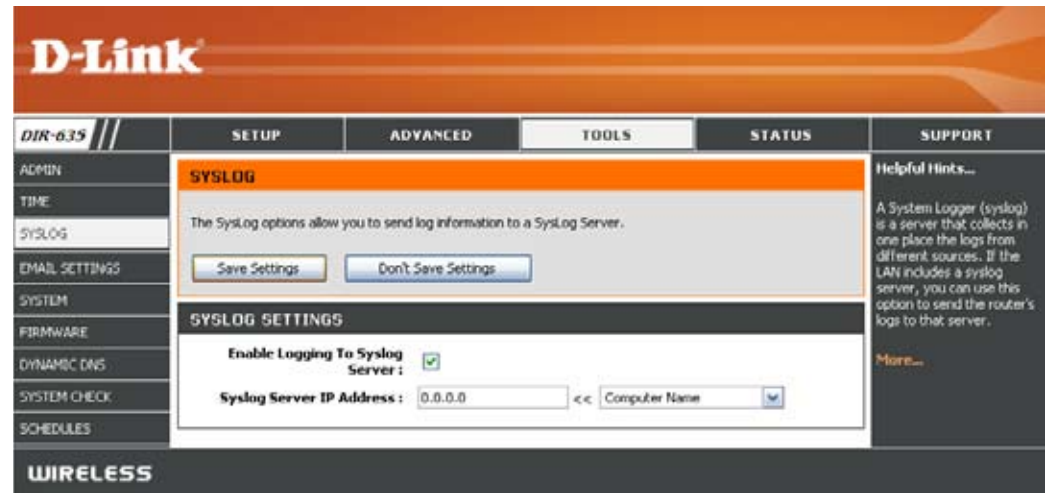 D-Link
DIR-635
SETUP
ADVANCED
TOOLS
STATUS
SUPPORT
ADMIN
TIME
SYSLOG
EMAIL SETTINGS
SYSTEM
FIRMWARE
DYNAMIC DNS
SYSTEM CHECK
SCHEDULES
SYSLOG
The SysLog options allow you to send log information to a SysLog Server.
Save Settings
Don't Save Settings
SYSLOG SETTINGS
Enable Logging To Syslog
Server :
Syslog Server IP Address :
0.0.0.0
<<
Computer Name
Helpful Hints...
A System Logger (syslog)
is a server that collects in
one place the logs from
different sources. If the
LAN includes a syslog
server, you can use this
option to send the router's
logs to that server.
More...
WIRELESS